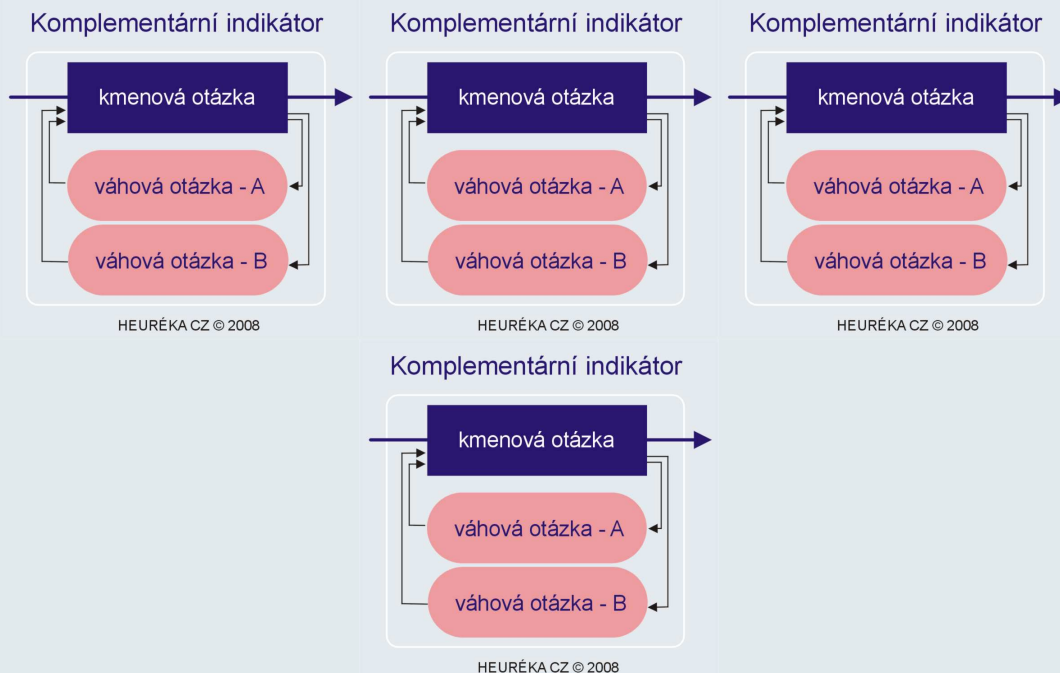 Komplementární indikátor
kmenová otázka
váhová otázka - A
váhová otázka - B
HEURÉKA CZ © 2008
Komplementární indikátor
kmenová otázka
váhová otázka - A
váhová otázka - B
HEURÉKA CZ © 2008
Komplementární indikátor
kmenová otázka
váhová otázka - A
váhová otázka - B
HEURÉKA CZ © 2008
Komplementární indikátor
kmenová otázka
váhová otázka - A
váhová otázka - B
HEURÉKA CZ © 2008